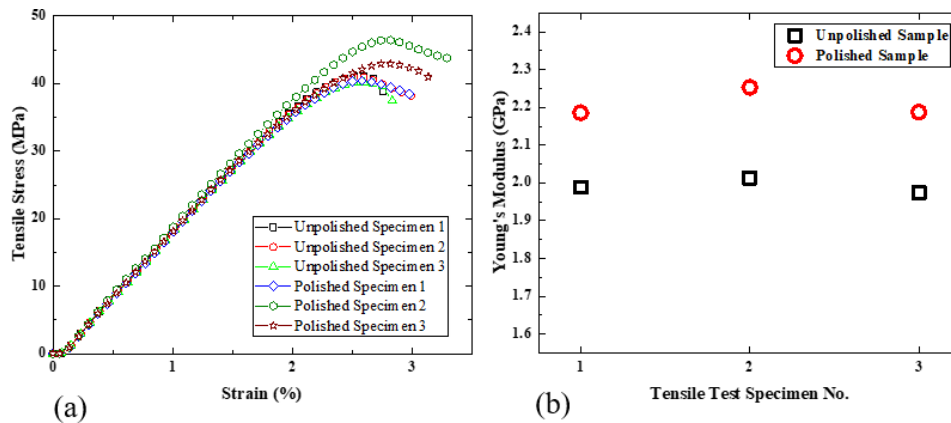 50
40
30
20
10
0
Tensile Stress (MPa)
Unpolished Specimen 1
Unpolished Specimen 2
Unpolished Specimen 3
Polished Specimen 1
Polished Specimen 2
Polished Specimen 3
0 1 2 3
Strain (%)
(a)
Unpolished Sample
Polished Sample
2.4
2.3
2.2
2.1
2.0
1.9
1.8
1.7
1.6
Young's Modulus (GPa)
1 2 3
Tensile Test Specimen No.
(b)